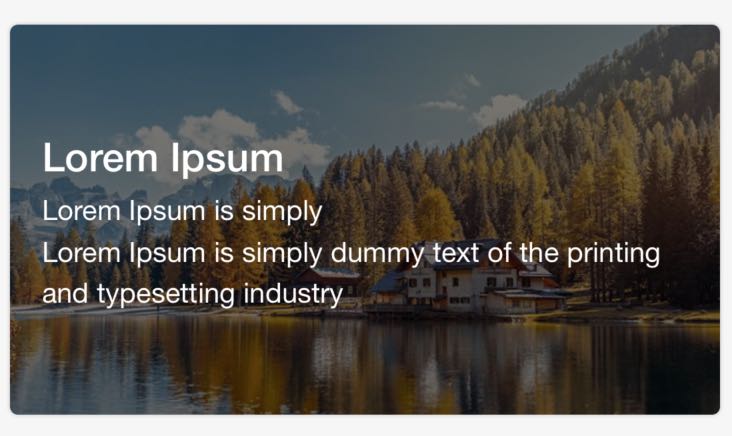 Lorem Ipsum
Lorem Ipsum is simply
Lorem Ipsum is simply dummy text of the printing
and typesetting industry